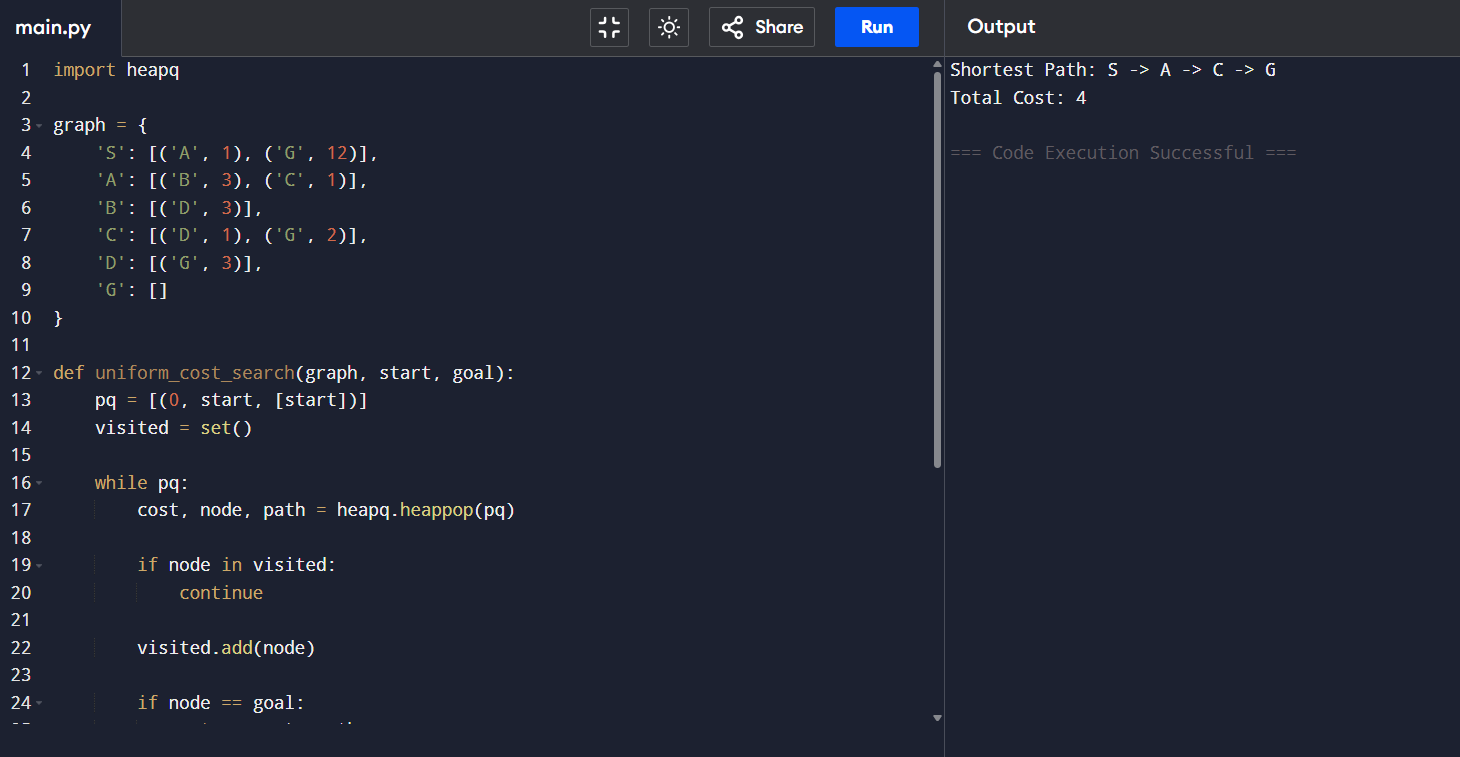 main.py
Share
Run
Output
1 import heapq
2
3 graph = {
4     'S': [('A', 1), ('G', 12)],
5     'A': [('B', 3), ('C', 1)],
6     'B': [('D', 3)],
7     'C': [('D', 1), ('G', 2)],
8     'D': [('G', 3)],
9     'G': []
10 }
11
12 def uniform_cost_search(graph, start, goal):
13     pq = [(0, start, [start])]
14     visited = set()
15
16     while pq:
17         cost, node, path = heapq.heappop(pq)
18
19         if node in visited:
20             continue
21
22         visited.add(node)
23
24         if node == goal:
Shortest Path: S -> A -> C -> G
Total Cost: 4
=== Code Execution Successful ===